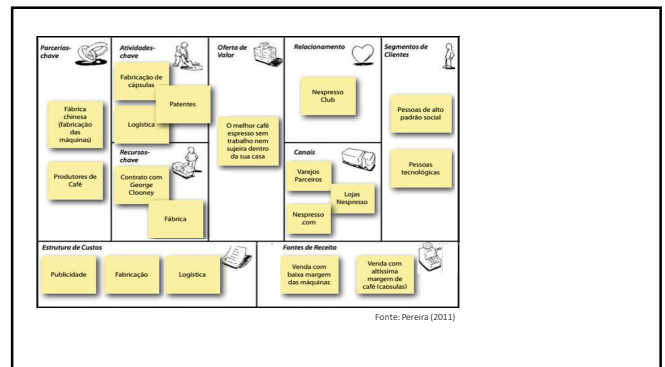 Parcerias-
chave
Fábrica
chinesa
(fabricação
das
máquinas)
Produtores de
Café
Atividades-
chave
Fabricação de
cápsulas
Patentes
Logística
Recursos-
chave
Contrato com
George
Clooney
Fábrica
Oferta de
Valor
O melhor café
espresso sem
trabalho nem
sujeira dentro
da sua casa
Relacionamento
Nespresso
Club
Canais
Varejos
Parceiros
Lojas
Nespresso
Nespresso
.com
Segmentos de
Clientes
Pessoas de alto
padrão social
Pessoas
tecnológicas
Estrutura de Custos
Publicidade
Fabricação
Logística
Fontes de Receita
Venda com
baixa margem
das máquinas
Venda com
altíssima
margem de
café (caosulas)
Fonte: Pereira (2011)